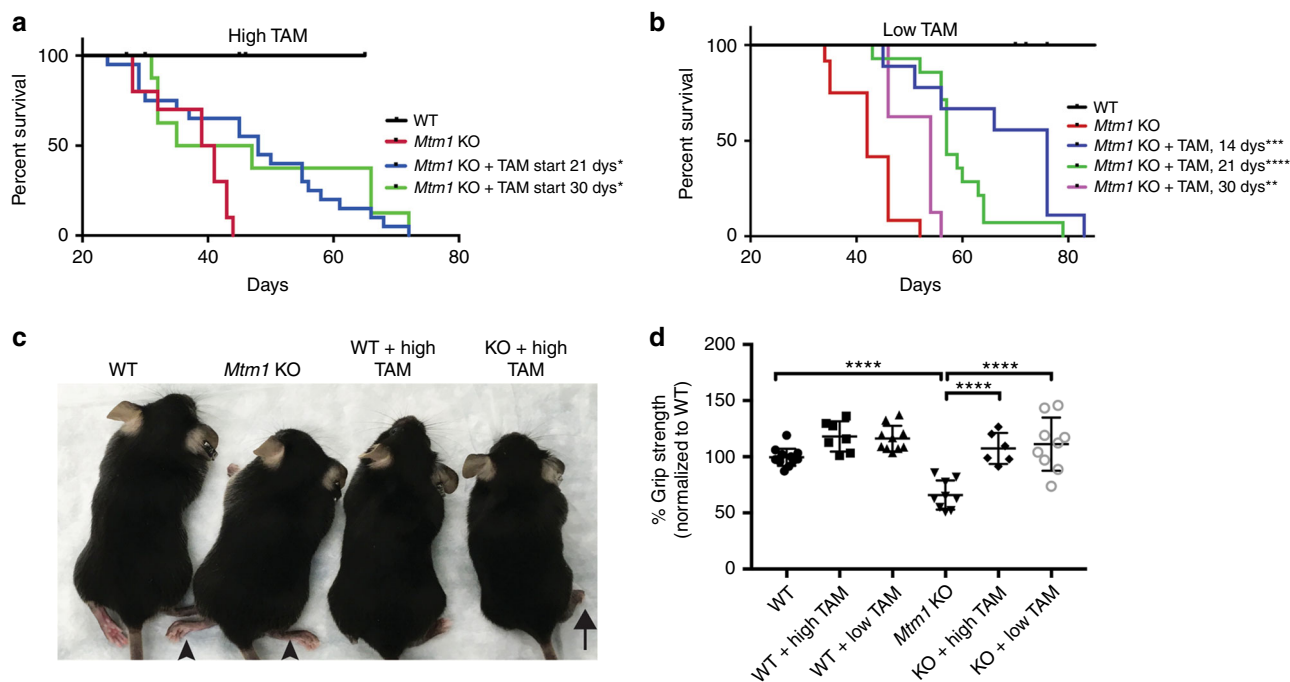 a
High TAM
Percent survival
100
50
0
20 40 60 80
Days
WT
Mtm1 KO
Mtm1 KO + TAM start 21 dys*
Mtm1 KO + TAM start 30 dys*
b
Low TAM
Percent survival
100
50
0
20 40 60 80
Days
WT
Mtm1 KO
Mtm1 KO + TAM, 14 dys***
Mtm1 KO + TAM, 21 dys****
Mtm1 KO + TAM, 30 dys**
c
WT
Mtm1 KO
WT + high
TAM
KO + high
TAM
d
% Grip strength
(normalized to WT)
200
150
100
50
0
****
****
****
WT
WT + high TAM
WT + low TAM
Mtm1 KO
KO + high TAM
KO + low TAM